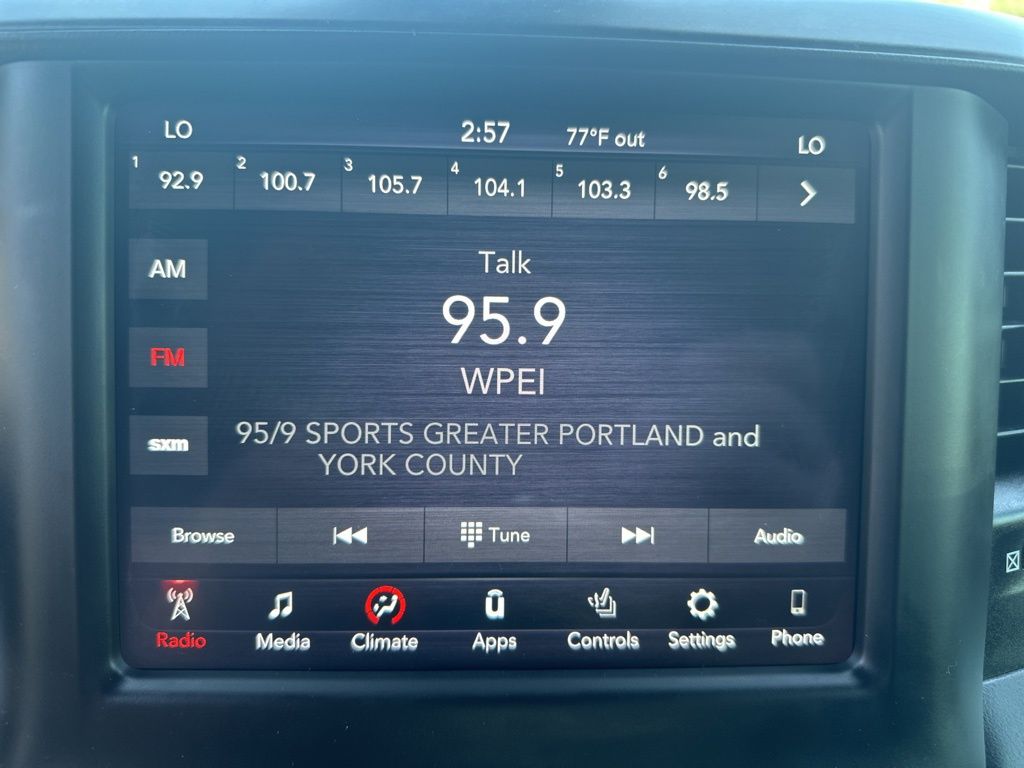 LO 2:57 77°F out LO
1 92.9 2 100.7 3 105.7 4 104.1 5 103.3 6 98.5
AM
Talk
95.9
FM
WPEI
sxm
95/9 SPORTS GREATER PORTLAND and
YORK COUNTY
Browse Tune Audio
Radio Media Climate Apps Controls Settings Phone